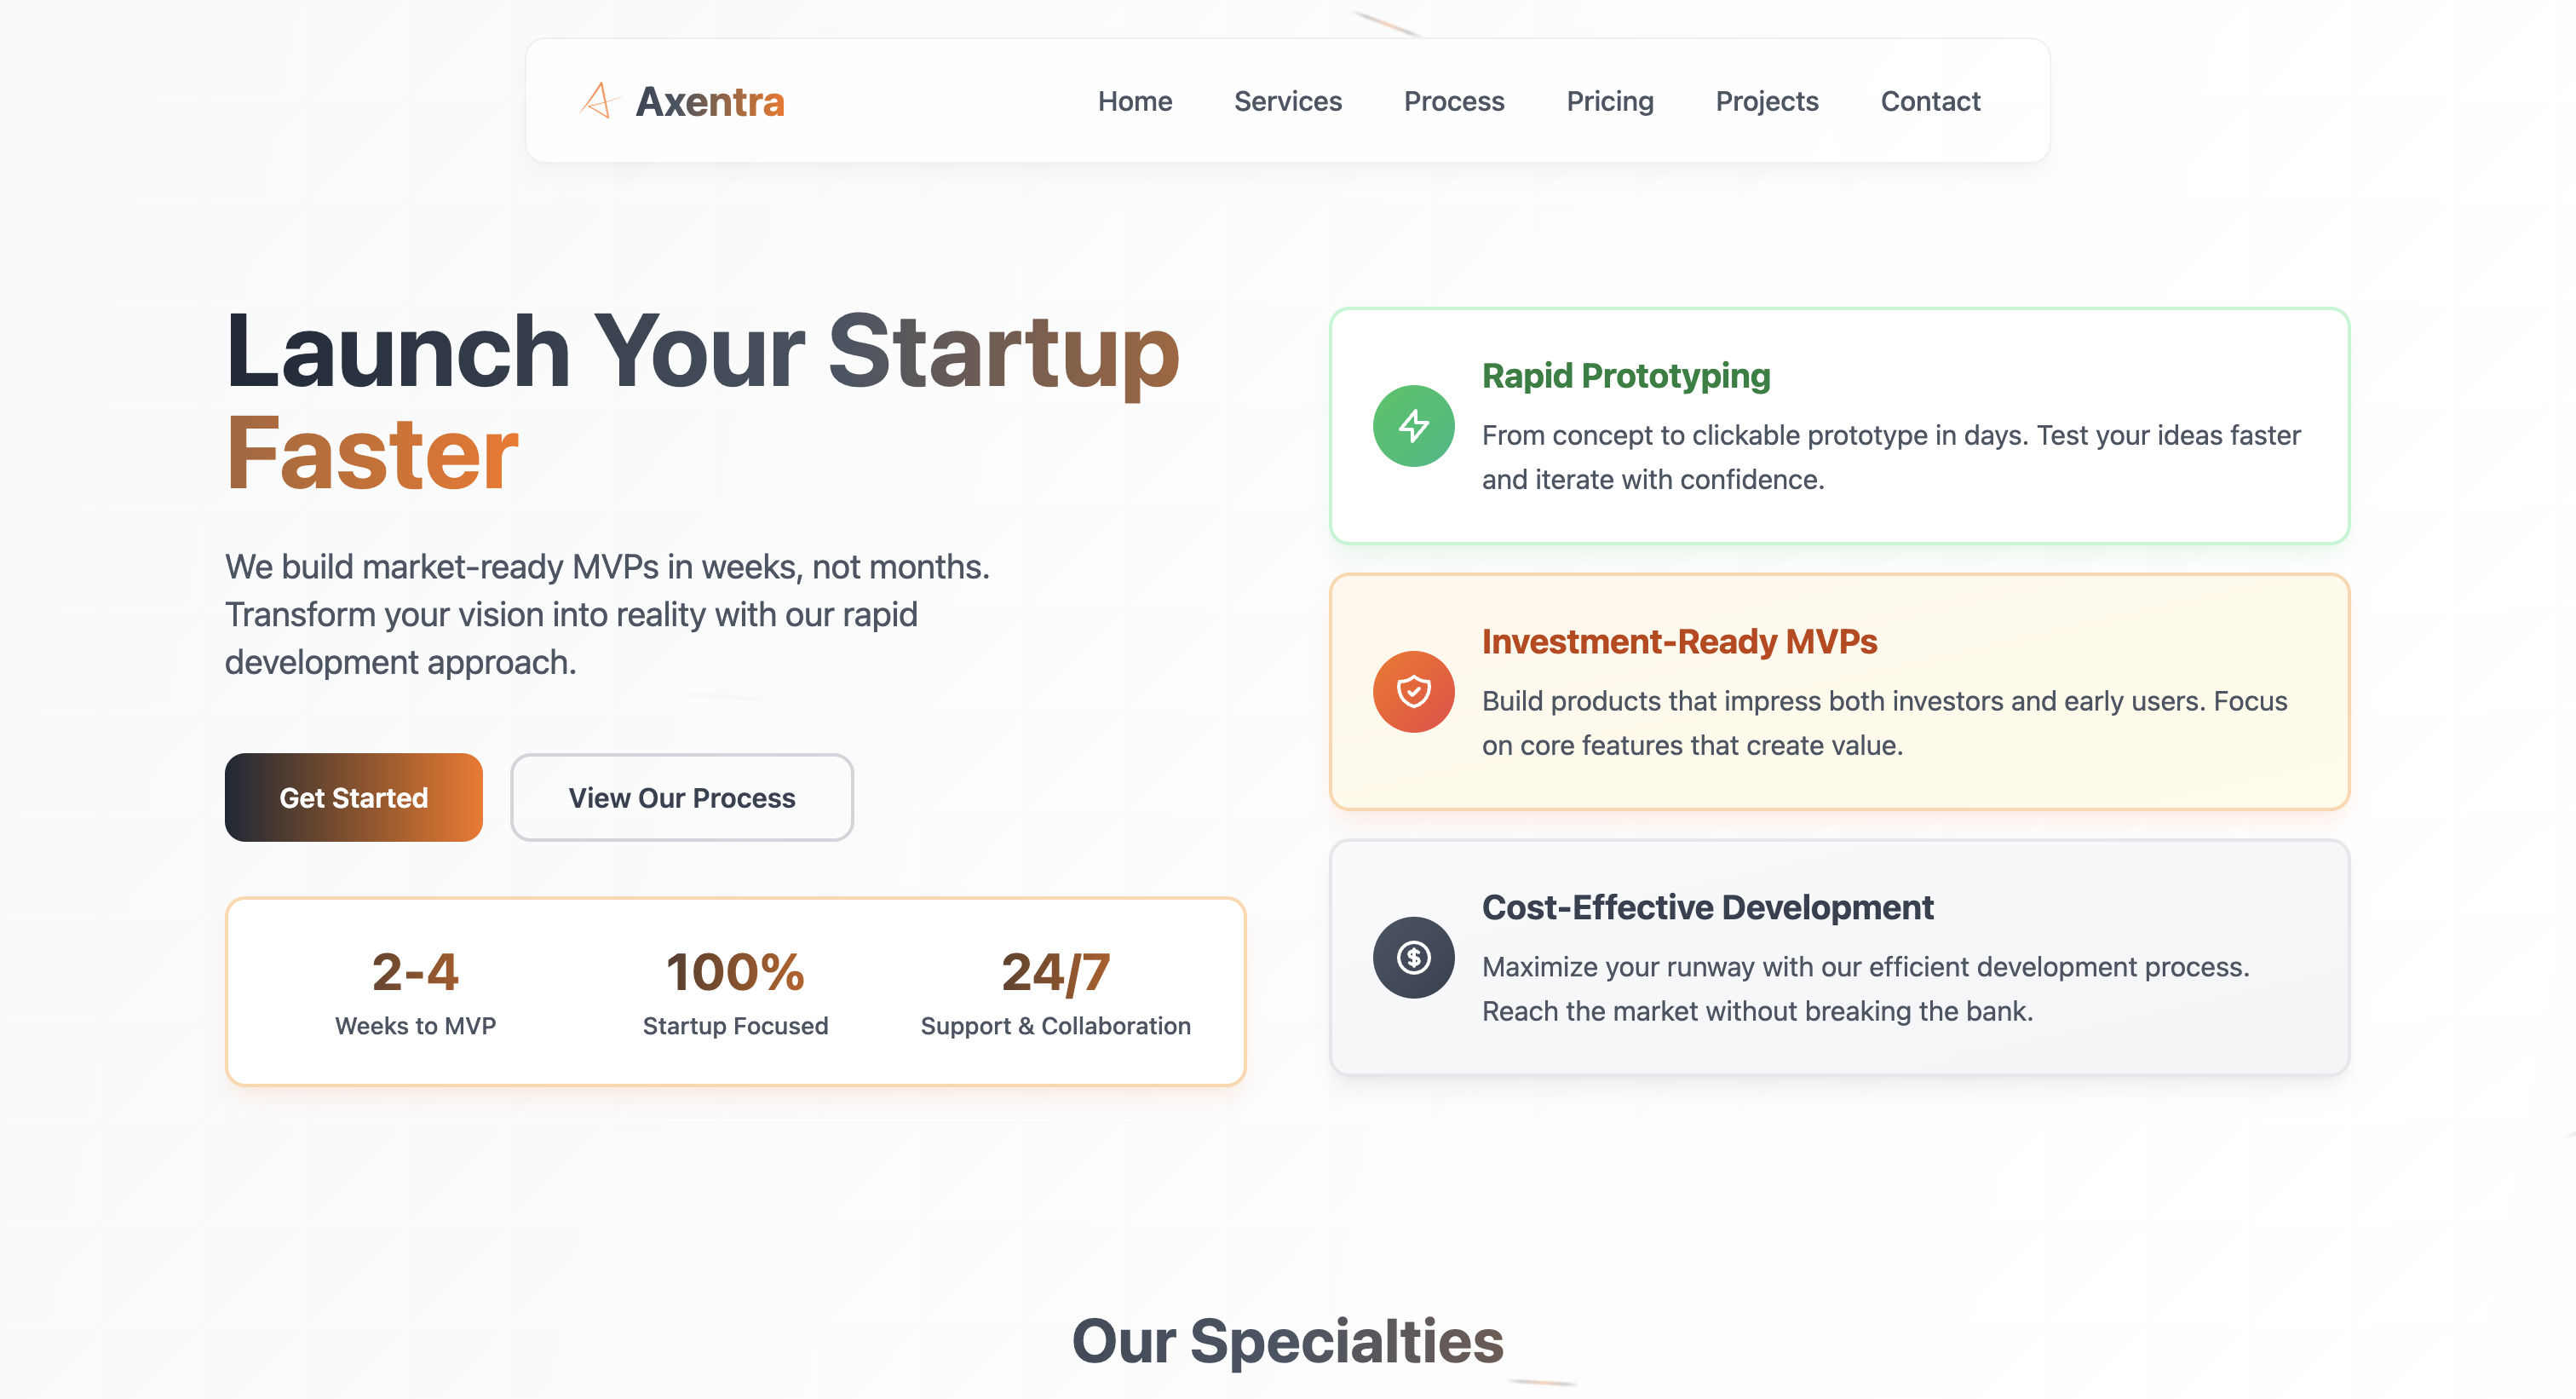 Axentra
Home
Services
Process
Pricing
Projects
Contact
Launch Your Startup
Faster
We build market-ready MVPs in weeks, not months.
Transform your vision into reality with our rapid
development approach.
Get Started
View Our Process
2-4
Weeks to MVP
100%
Startup Focused
24/7
Support & Collaboration
Rapid Prototyping
From concept to clickable prototype in days. Test your ideas faster
and iterate with confidence.
Investment-Ready MVPs
Build products that impress both investors and early users. Focus
on core features that create value.
$
Cost-Effective Development
Maximize your runway with our efficient development process.
Reach the market without breaking the bank.
Our Specialties